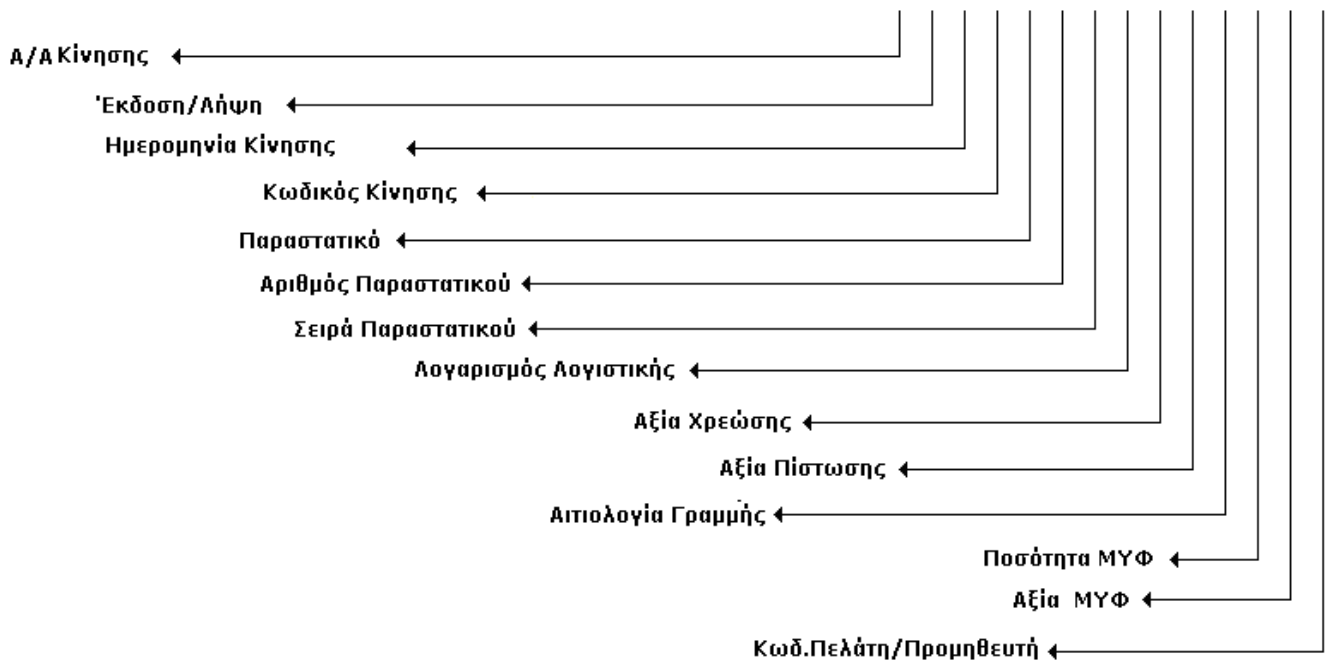 Α/Α Κίνησης
Έκδοση/Λήψη
Ημερομηνία Κίνησης
Κωδικός Κίνησης
Παραστατικό
Αριθμός Παραστατικού
Σειρά Παραστατικού
Λογαρισμός Λογιστικής
Αξία Χρεώσης
Αξία Πίστωσης
Αιτιολογία Γραμμής
Ποσότητα ΜΥΦ
Αξία ΜΥΦ
Κωδ.Πελάτη/Προμηθευτή